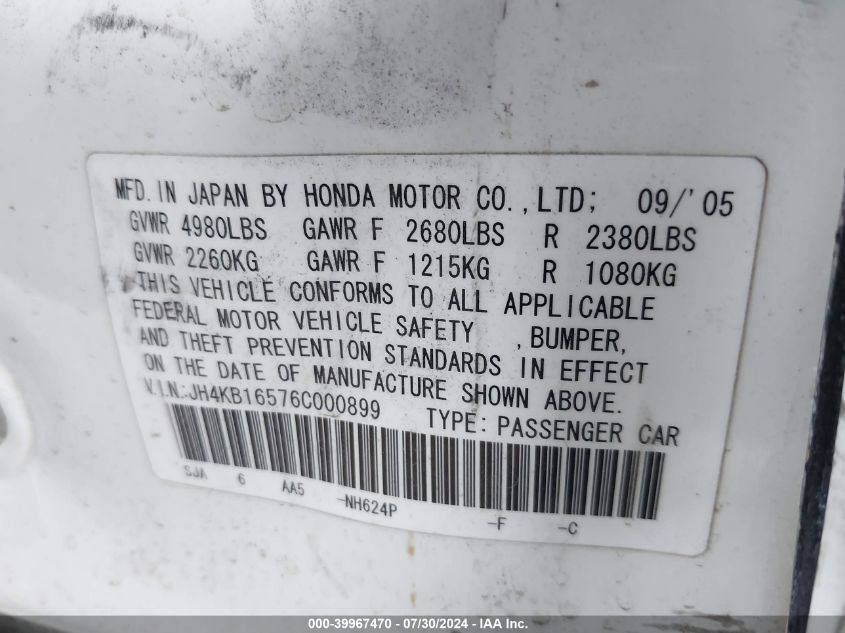 MFD. IN JAPAN BY HONDA MOTOR CO., LTD; 09/'05
GVWR 4980LBS GAWR F 2680LBS R 2380LBS
GVWR 2260KG GAWR F 1215KG R 1080KG
THIS VEHICLE CONFORMS TO ALL APPLICABLE
FEDERAL MOTOR VEHICLE SAFETY , BUMPER,
AND THEFT PREVENTION STANDARDS IN EFFECT
ON THE DATE OF MANUFACTURE SHOWN ABOVE.
V.I.N.:JH4KB16576C000899 TYPE: PASSENGER CAR
SJA 6 AA5 -NH624P -F -C
000-39967470 / 07/30/2024 - IAA Inc.